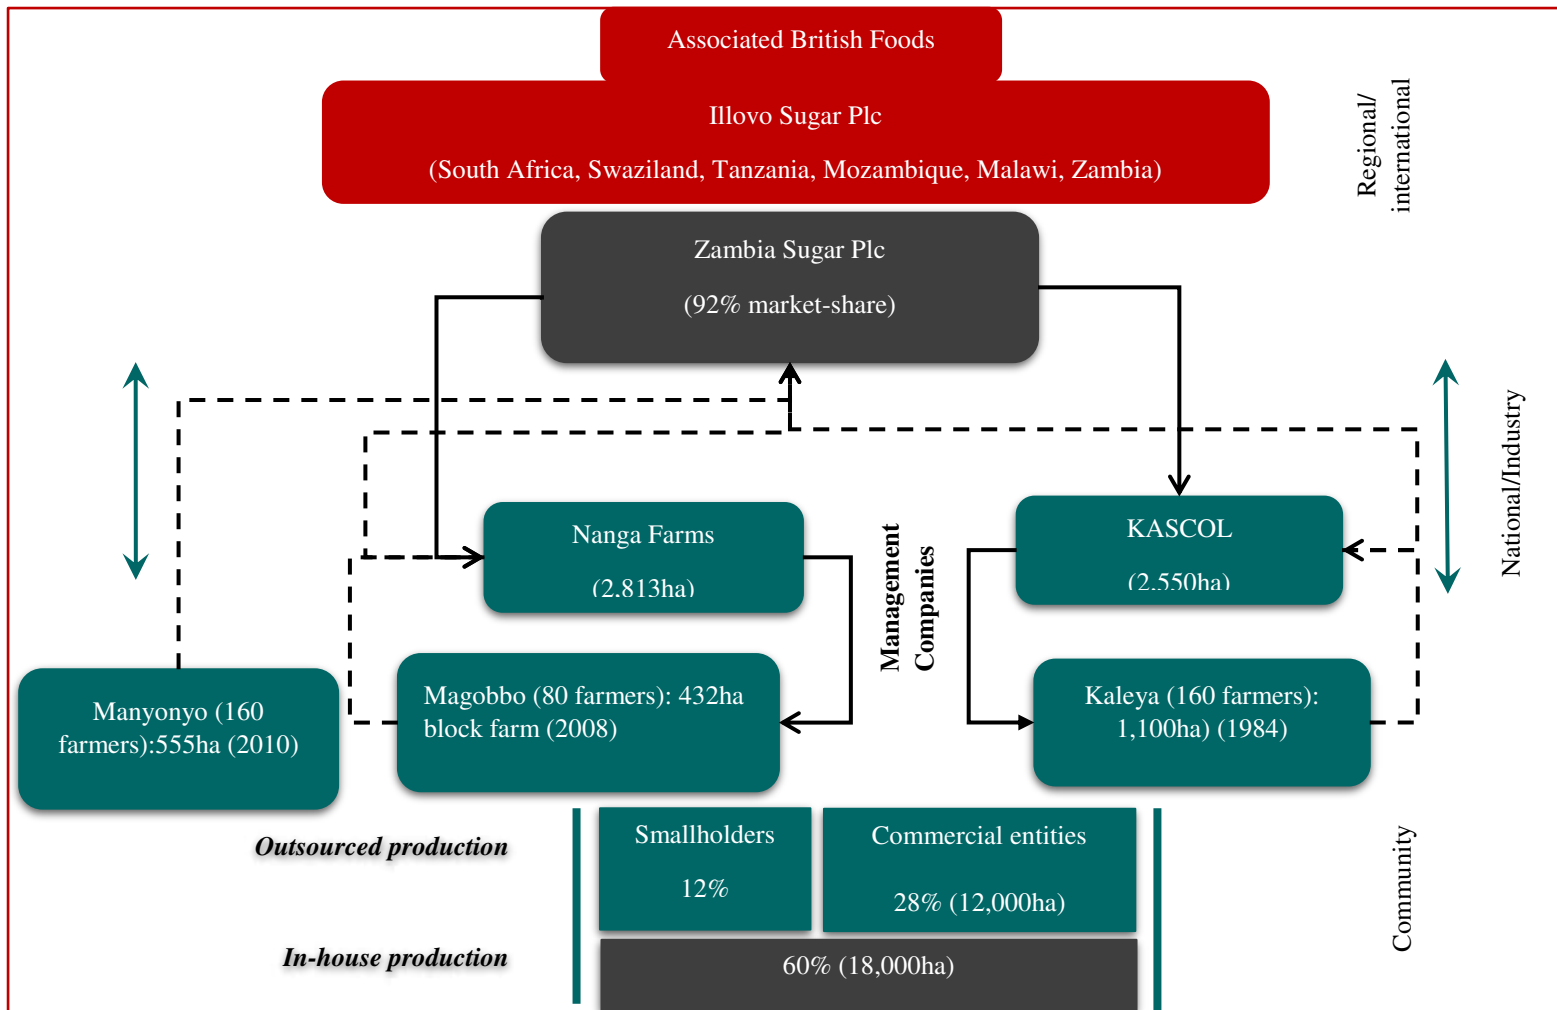 Associated British Foods
Illovo Sugar Plc
(South Africa, Swaziland, Tanzania, Mozambique, Malawi, Zambia)
Regional/
international
Zambia Sugar Plc
(92% market-share)
Nanga Farms
(2,813ha)
Management
Companies
KASCOL
(2,550ha)
National/Industry
Manyonyo (160
farmers):555ha (2010)
Magobbo (80 farmers): 432ha
block farm (2008)
Kaleya (160 farmers):
1,100ha) (1984)
Outsourced production
Smallholders
12%
Commercial entities
28% (12,000ha)
Community
In-house production
60% (18,000ha)